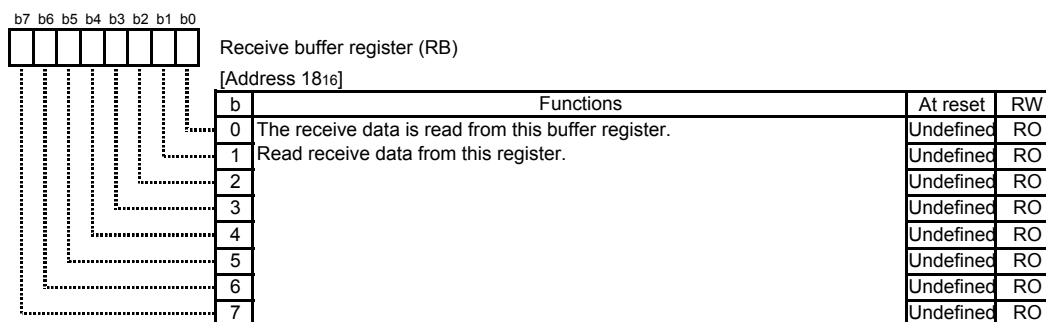 b7 b6 b5 b4 b3 b2 b1 b0
Receive buffer register (RB)
[Address 18₁₆]
b Functions At reset RW
0 The receive data is read from this buffer register. Undefined RO
1 Read receive data from this register. Undefined RO
2 Undefined RO
3 Undefined RO
4 Undefined RO
5 Undefined RO
6 Undefined RO
7 Undefined RO